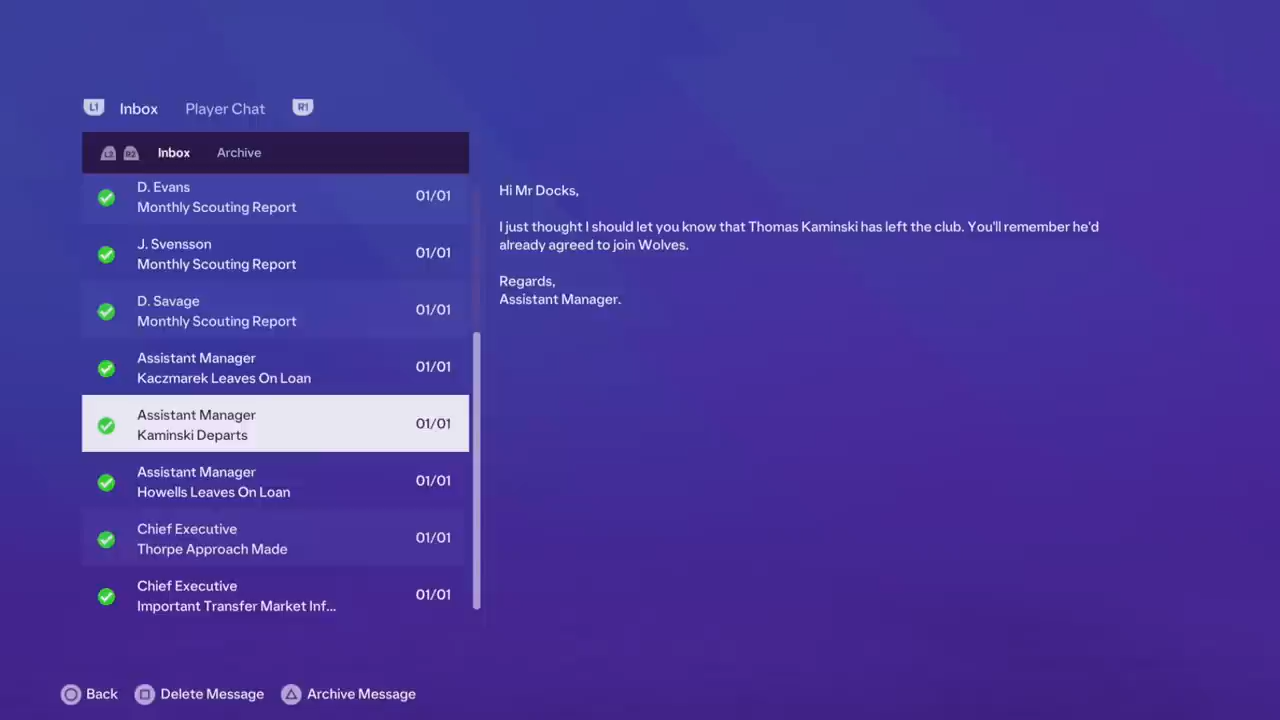 L1 Inbox Player Chat R1
L2 R2 Inbox Archive
D. Evans
Monthly Scouting Report
01/01
J. Svensson
Monthly Scouting Report
01/01
D. Savage
Monthly Scouting Report
01/01
Assistant Manager
Kaczmarek Leaves On Loan
01/01
Assistant Manager
Kaminski Departs
01/01
Assistant Manager
Howells Leaves On Loan
01/01
Chief Executive
Thorpe Approach Made
01/01
Chief Executive
Important Transfer Market Inf...
01/01
Hi Mr Docks,
I just thought I should let you know that Thomas Kaminski has left the club. You'll remember he'd
already agreed to join Wolves.
Regards,
Assistant Manager.
Back Delete Message Archive Message